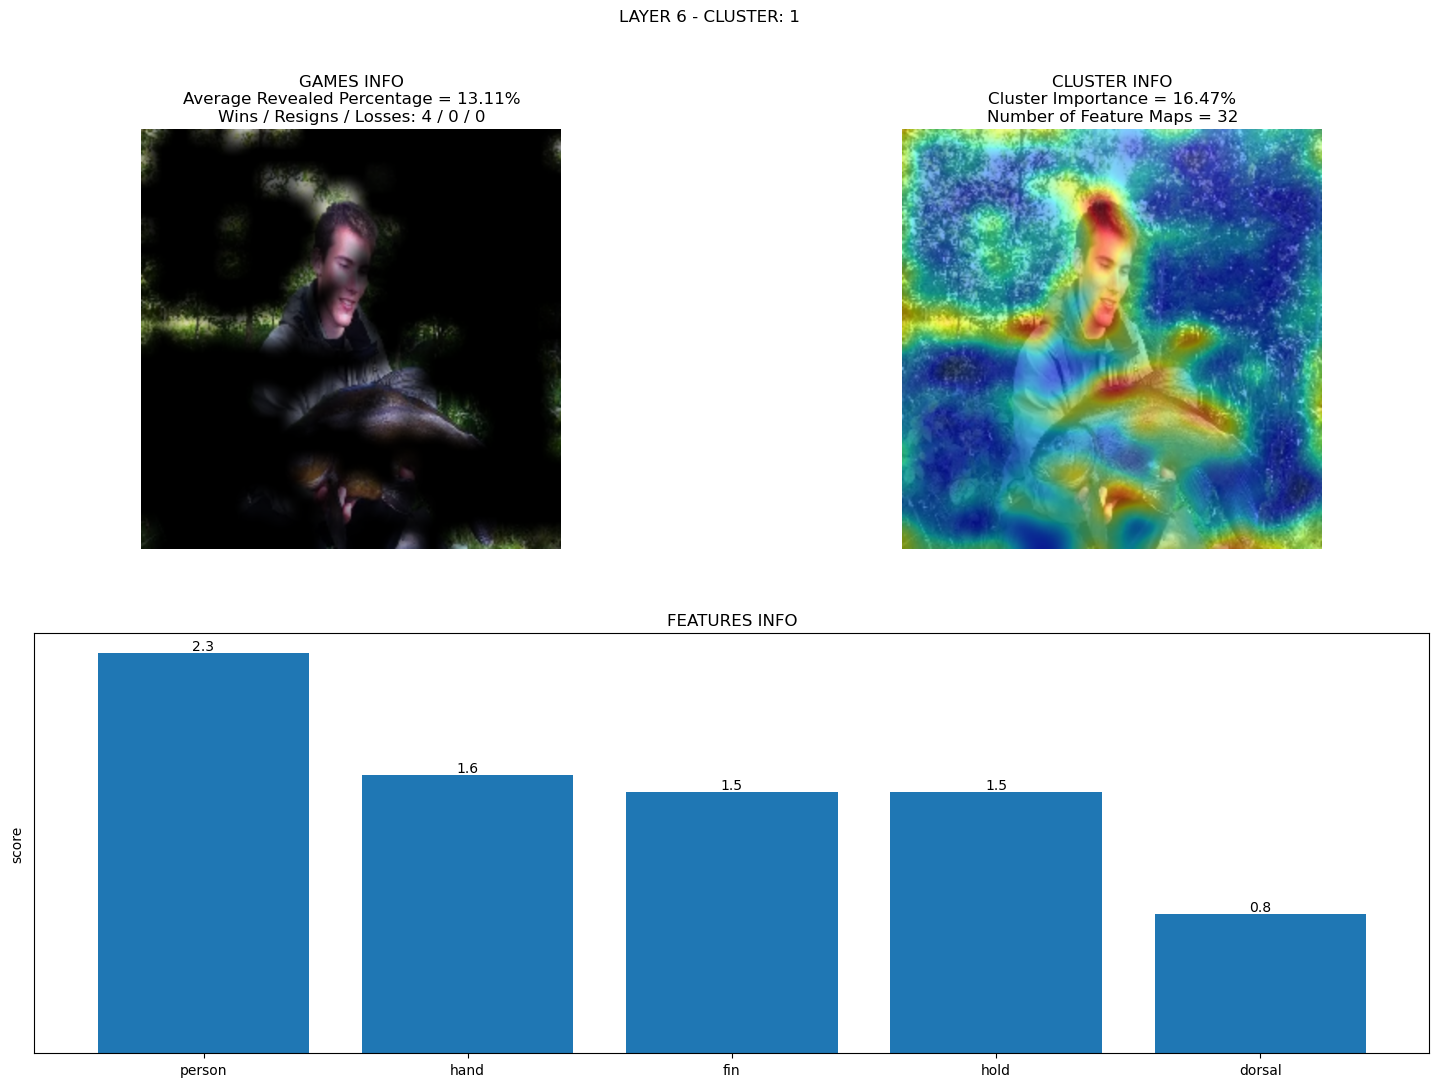 LAYER 6 - CLUSTER: 1
GAMES INFO
Average Revealed Percentage = 13.11%
Wins / Resigns / Losses: 4 / 0 / 0
CLUSTER INFO
Cluster Importance = 16.47%
Number of Feature Maps = 32
FEATURES INFO
score
2.3
1.6
1.5
1.5
0.8
person
hand
fin
hold
dorsal